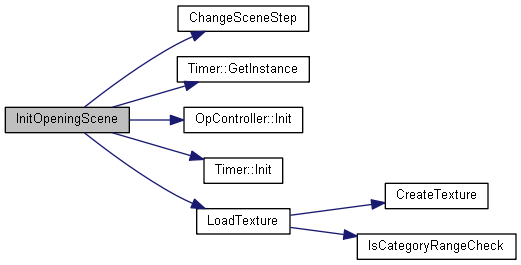 ChangeSceneStep
Timer::GetInstance
InitOpeningScene
OpController::Init
Timer::Init
CreateTexture
LoadTexture
IsCategoryRangeCheck